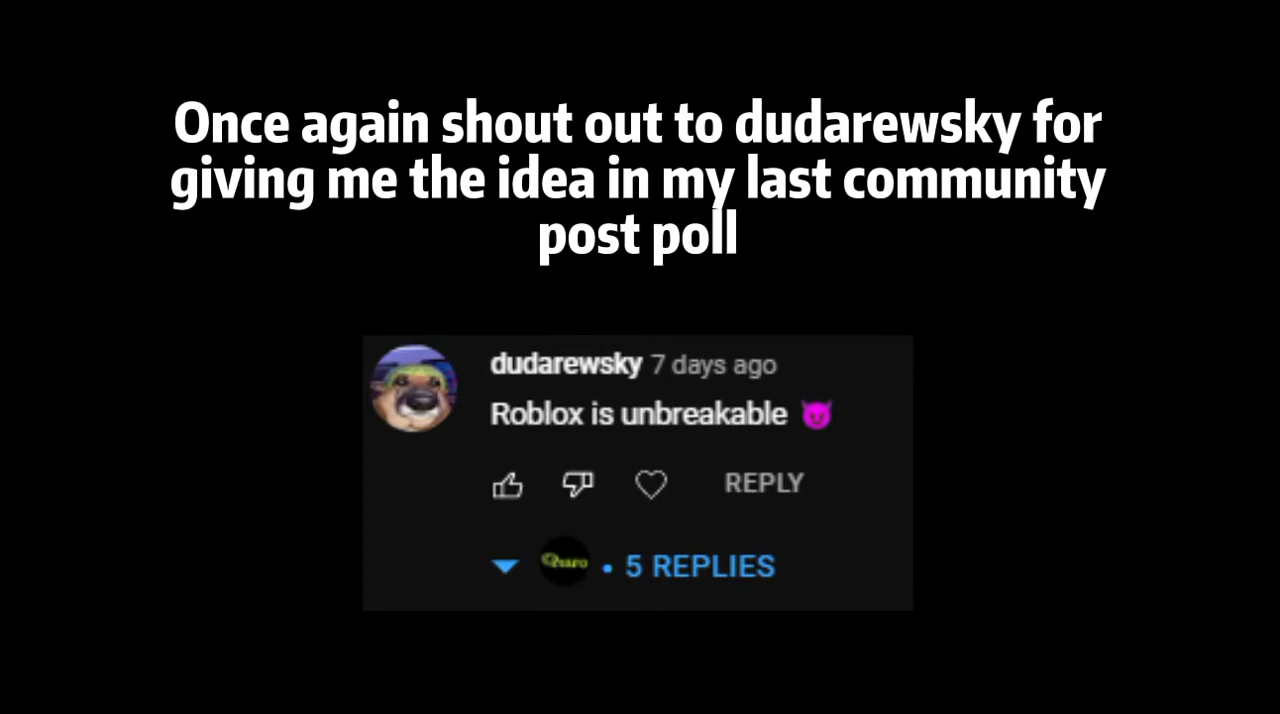 Once again shout out to dudarewsky for
giving me the idea in my last community
post poll
dudarewsky 7 days ago
Roblox is unbreakable 😈
REPLY
• 5 REPLIES